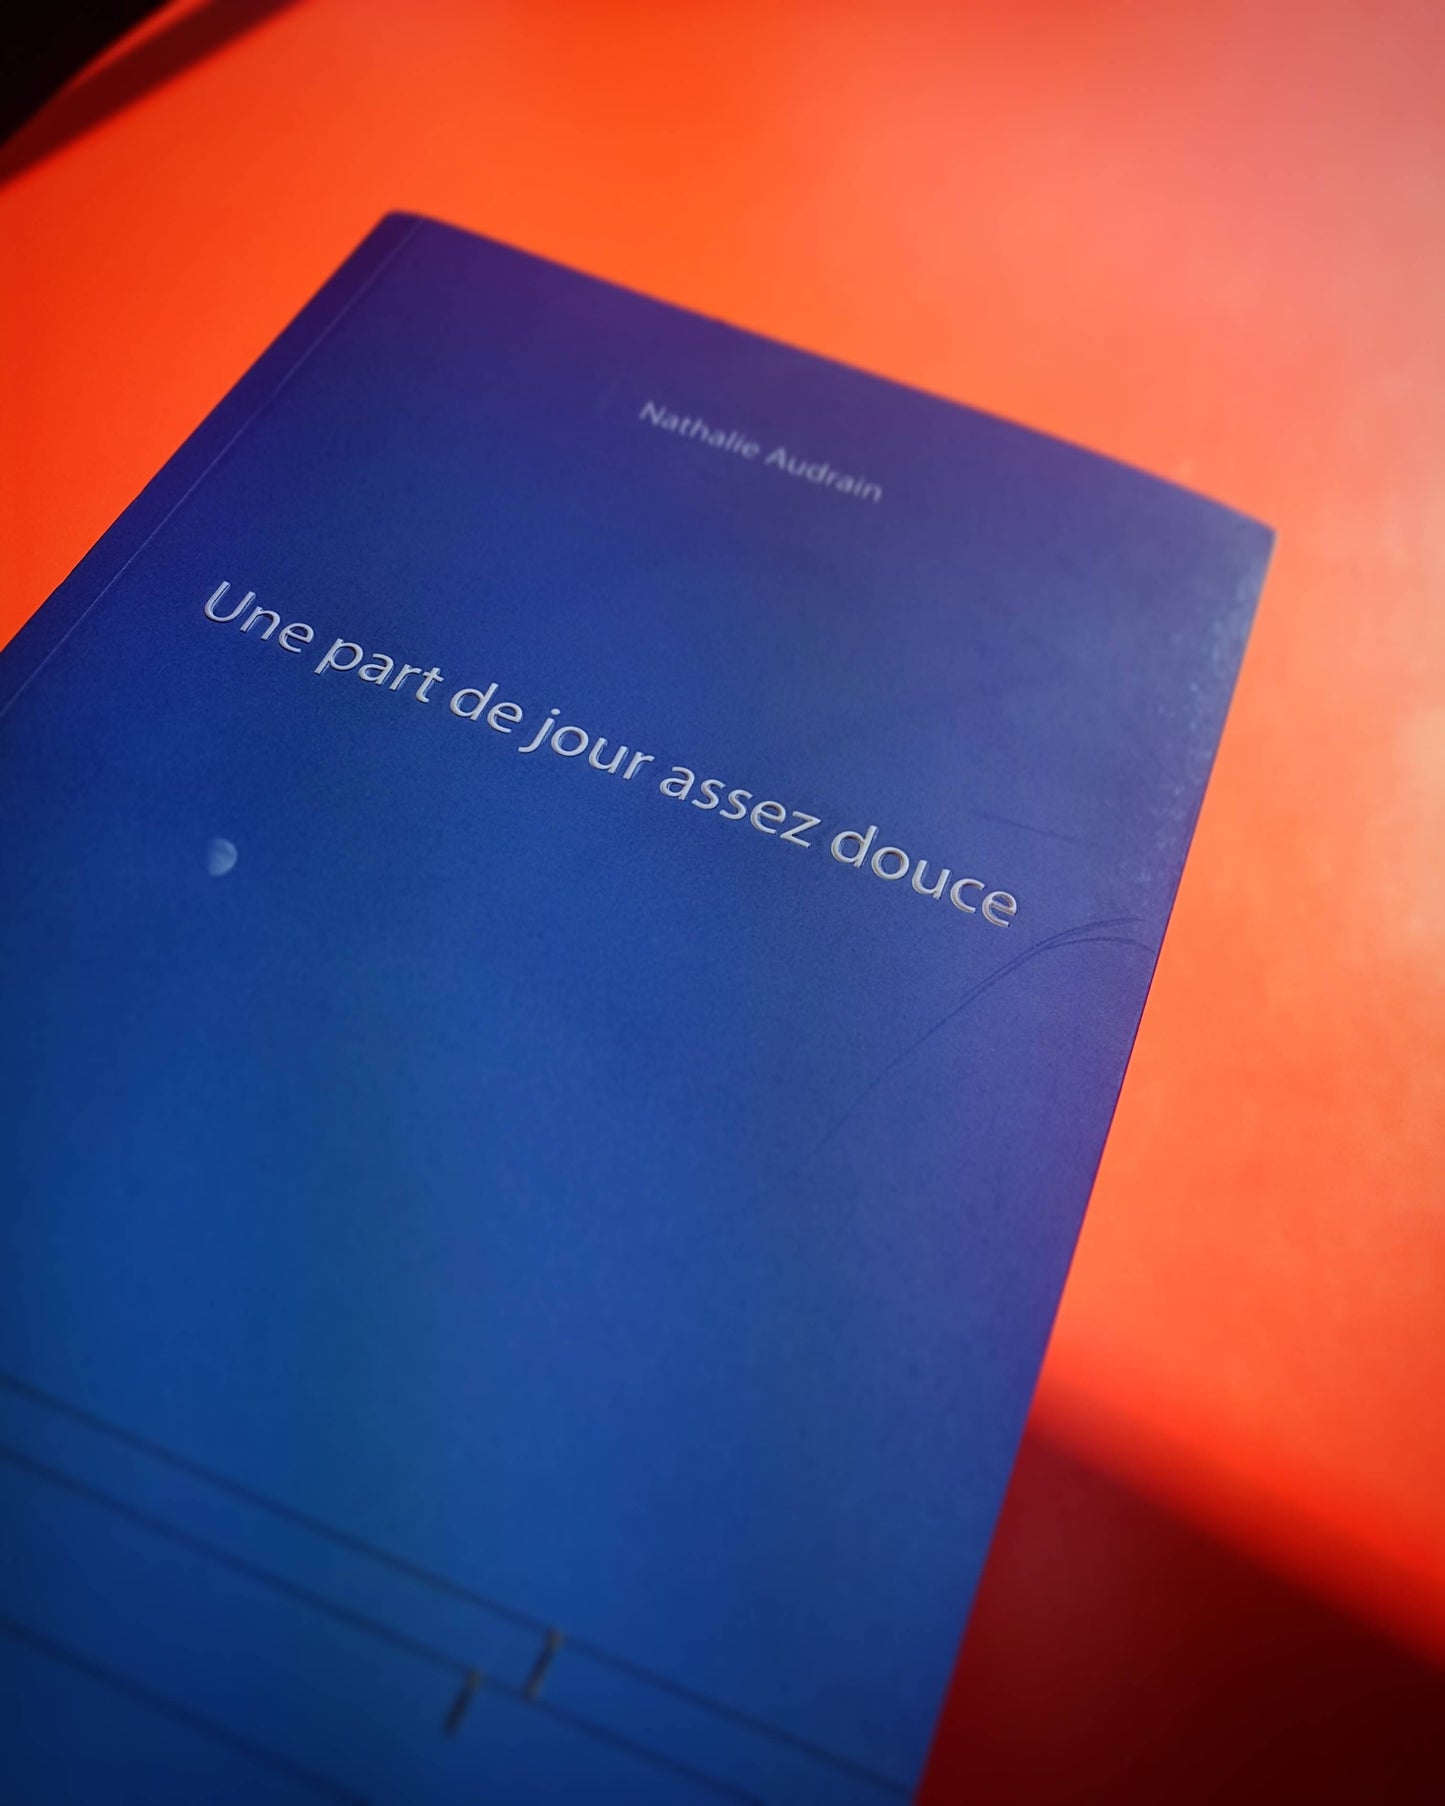 Nathalie Audrain
Une part de jour assez douce